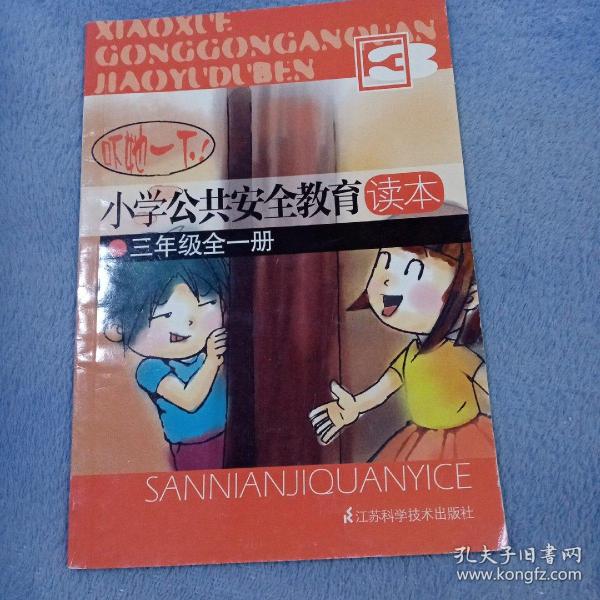 XIAOXUE
GONGGONGANQUAN
JIAOYUDUBEN
3
吓她一下!
小学公共安全教育读本
三年级全一册
SANNIANJIQUANYICE
江苏科学技术出版社
孔夫子旧书网
www.kongfz.com